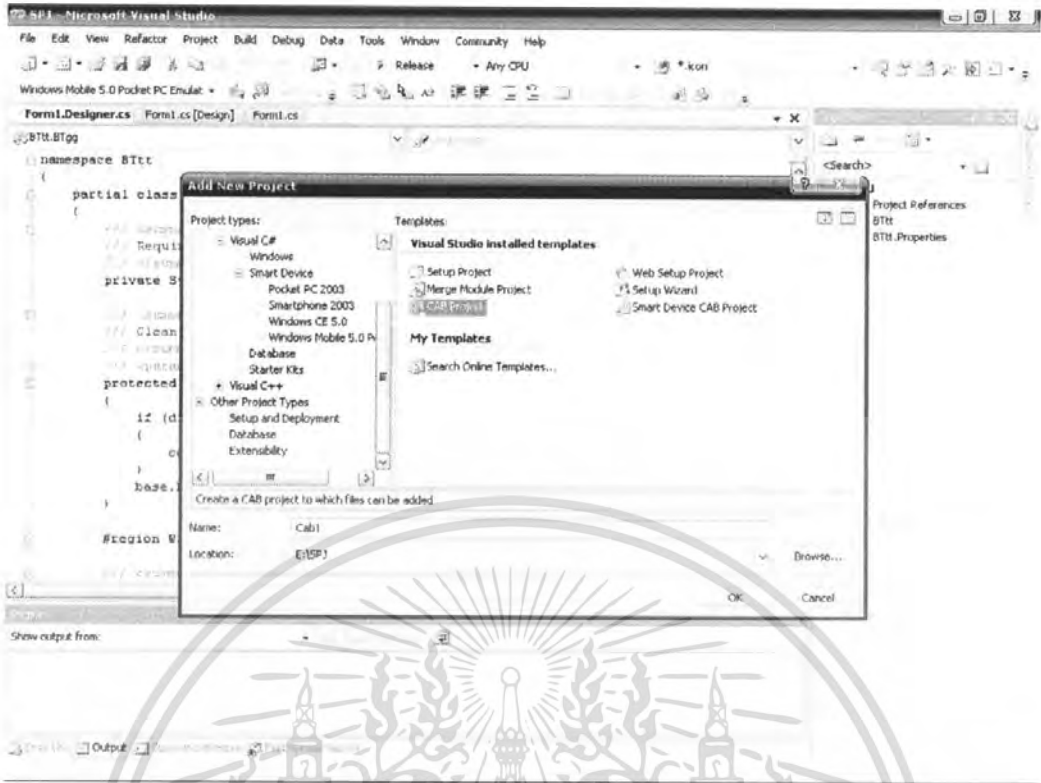 SPJ - Microsoft Visual Studio
File Edit View Refactor Project Build Debug Data Tools Window Community Help
Release Any CPU *.kon
Windows Mobile 5.0 Pocket PC Emulat
Form1.Designer.cs Form1.cs [Design] Form1.cs
BTtt.BTgg
namespace BTtt
{
partial class
{
/// Requi
private S
/// Clean
protected
{
if (d
{
}
base.
}
#region W
<Search>
Project References
BTtt
BTtt.Properties
Add New Project
Project types:
Visual C#
Windows
Smart Device
Pocket PC 2003
Smartphone 2003
Windows CE 5.0
Windows Mobile 5.0 P
Database
Starter Kits
+ Visual C++
Other Project Types
Setup and Deployment
Database
Extensibility
Templates:
Visual Studio installed templates
Setup Project
Merge Module Project
CAB Project
Web Setup Project
Setup Wizard
Smart Device CAB Project
My Templates
Search Online Templates...
Create a CAB project to which files can be added
Name: Cab1
Location: E:\SPJ
Browse...
OK Cancel
Show output from:
Output